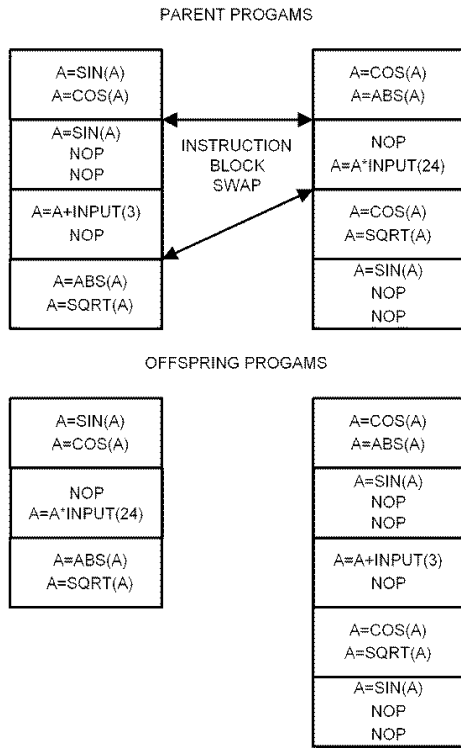 PARENT PROGAMS
A=SIN(A)
A=COS(A)
A=SIN(A)
NOP
NOP
A=A+INPUT(3)
NOP
A=ABS(A)
A=SQRT(A)
INSTRUCTION
BLOCK
SWAP
A=COS(A)
A=ABS(A)
NOP
A=A*INPUT(24)
A=COS(A)
A=SQRT(A)
A=SIN(A)
NOP
NOP
OFFSPRING PROGAMS
A=SIN(A)
A=COS(A)
NOP
A=A*INPUT(24)
A=ABS(A)
A=SQRT(A)
A=COS(A)
A=ABS(A)
A=SIN(A)
NOP
NOP
A=A+INPUT(3)
NOP
A=COS(A)
A=SQRT(A)
A=SIN(A)
NOP
NOP